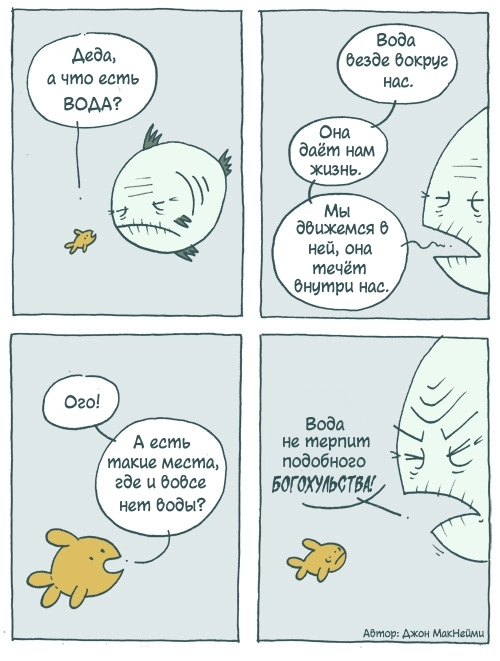 Деда,
а что есть
ВОДА?
Вода
везде вокруг
нас.
Она
даёт нам
жизнь.
Мы
движемся в
ней, она
течёт
внутри нас.
Ого!
А есть
такие места,
где и вовсе
нет воды?
Вода
не терпит
подобного
БОГОХУЛЬСТВА!
Автор: Джон МакНейми